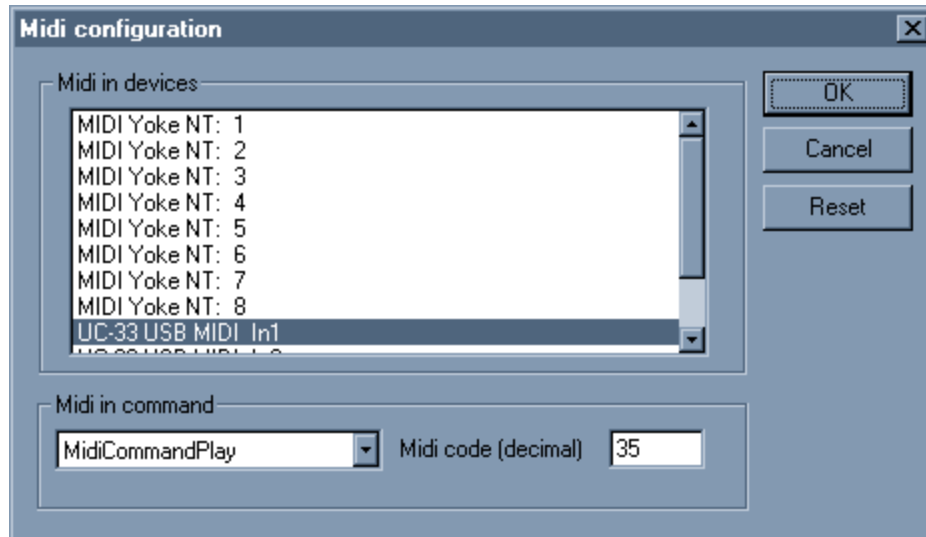 Midi configuration
Midi in devices
MIDI Yoke NT: 1
MIDI Yoke NT: 2
MIDI Yoke NT: 3
MIDI Yoke NT: 4
MIDI Yoke NT: 5
MIDI Yoke NT: 6
MIDI Yoke NT: 7
MIDI Yoke NT: 8
UC-33 USB MIDI In1
OK
Cancel
Reset
Midi in command
MidiCommandPlay
Midi code (decimal) 35